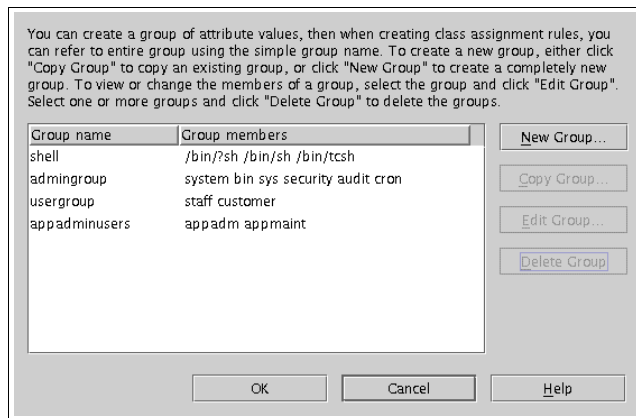 You can create a group of attribute values, then when creating class assignment rules, you
can refer to entire group using the simple group name. To create a new group, either click
"Copy Group" to copy an existing group, or click "New Group" to create a completely new
group. To view or change the members of a group, select the group and click "Edit Group".
Select one or more groups and click "Delete Group" to delete the groups.
Group name Group members
shell /bin/?sh /bin/sh /bin/tcsh
admingroup system bin sys security audit cron
usergroup staff customer
appadminusers appadm appmaint
New Group...
Copy Group...
Edit Group...
Delete Group
OK Cancel Help